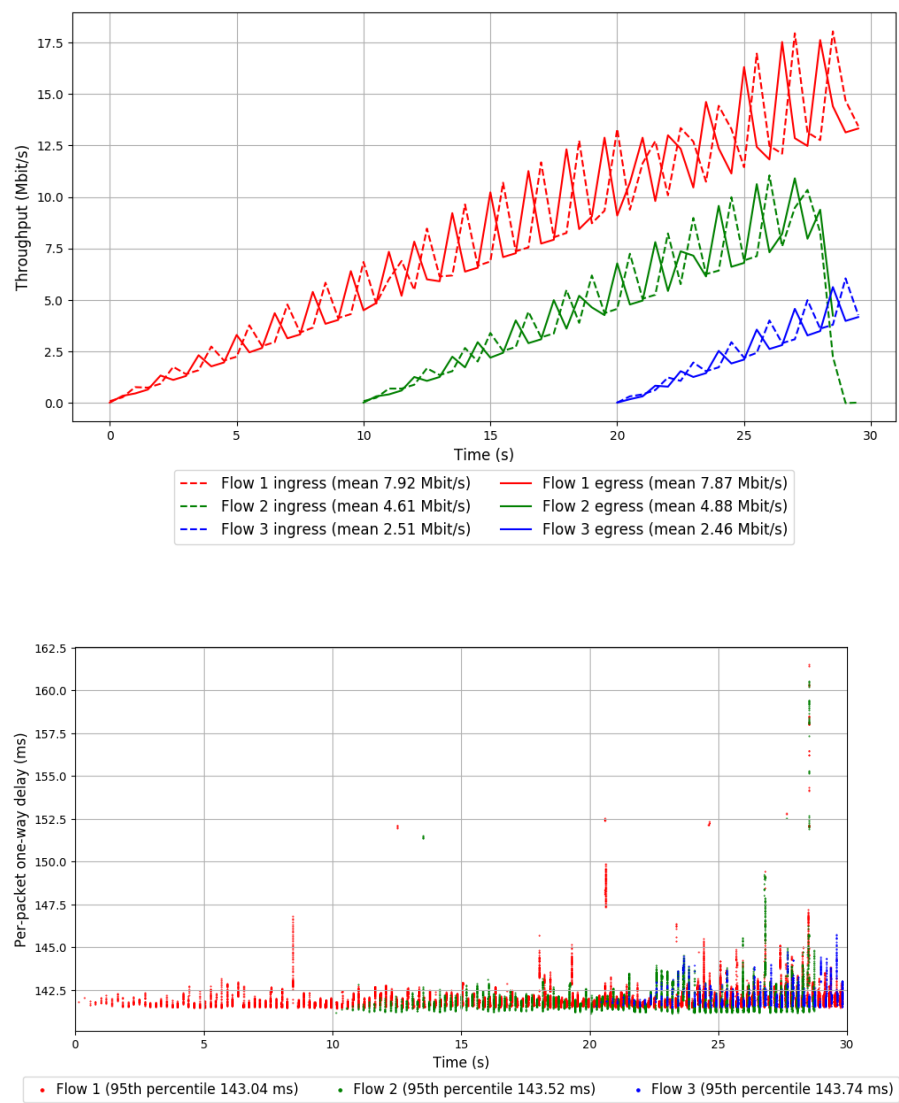 17.5
15.0
12.5
10.0
7.5
5.0
2.5
0.0
Throughput (Mbit/s)
0 5 10 15 20 25 30
Time (s)
Flow 1 ingress (mean 7.92 Mbit/s) Flow 1 egress (mean 7.87 Mbit/s)
Flow 2 ingress (mean 4.61 Mbit/s) Flow 2 egress (mean 4.88 Mbit/s)
Flow 3 ingress (mean 2.51 Mbit/s) Flow 3 egress (mean 2.46 Mbit/s)
162.5
160.0
157.5
155.0
152.5
150.0
147.5
145.0
142.5
Per-packet one-way delay (ms)
0 5 10 15 20 25 30
Time (s)
Flow 1 (95th percentile 143.04 ms) Flow 2 (95th percentile 143.52 ms) Flow 3 (95th percentile 143.74 ms)